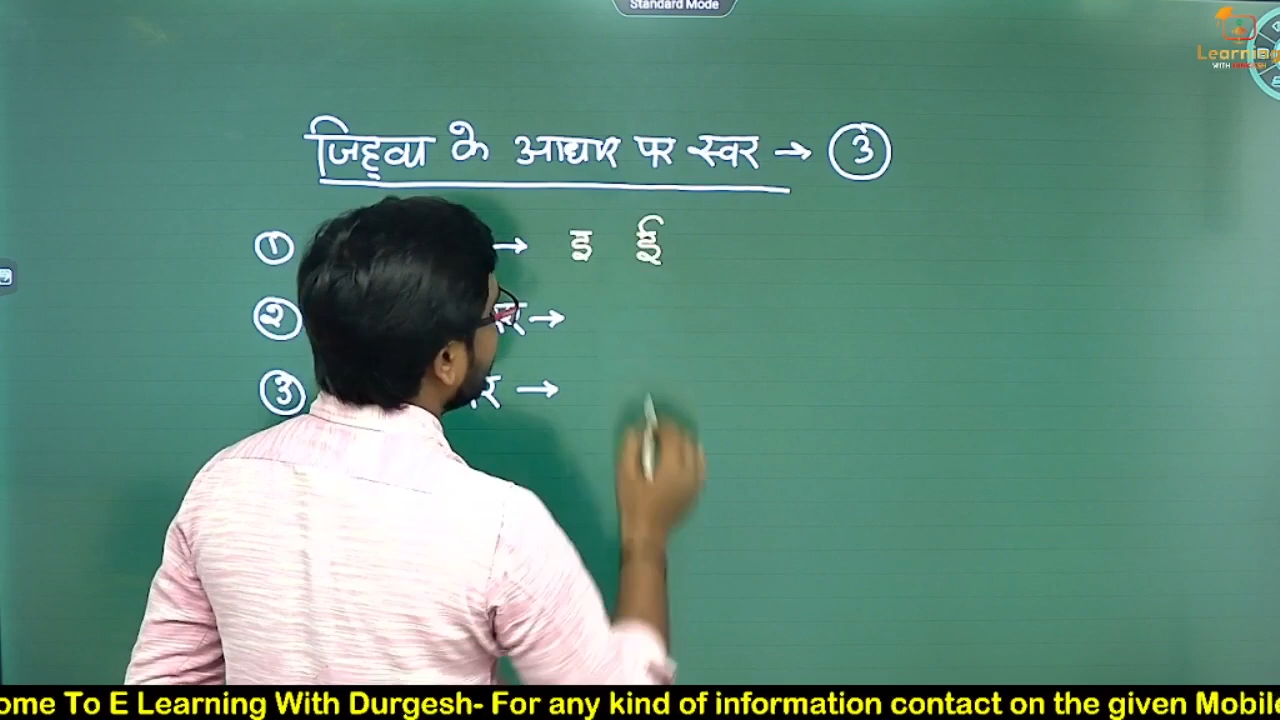 Standard Mode
Learning
जिह्वा के आधार पर स्वर → ③
① → इ ई
② →
③ र →
ome To E Learning With Durgesh- For any kind of information contact on the given Mobile